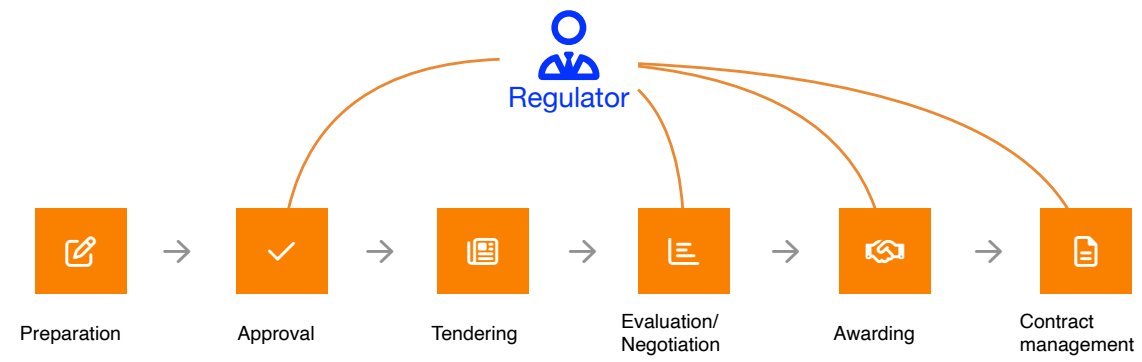 Regulator
Preparation
Approval
Tendering
Evaluation/
Negotiation
Awarding
Contract
management